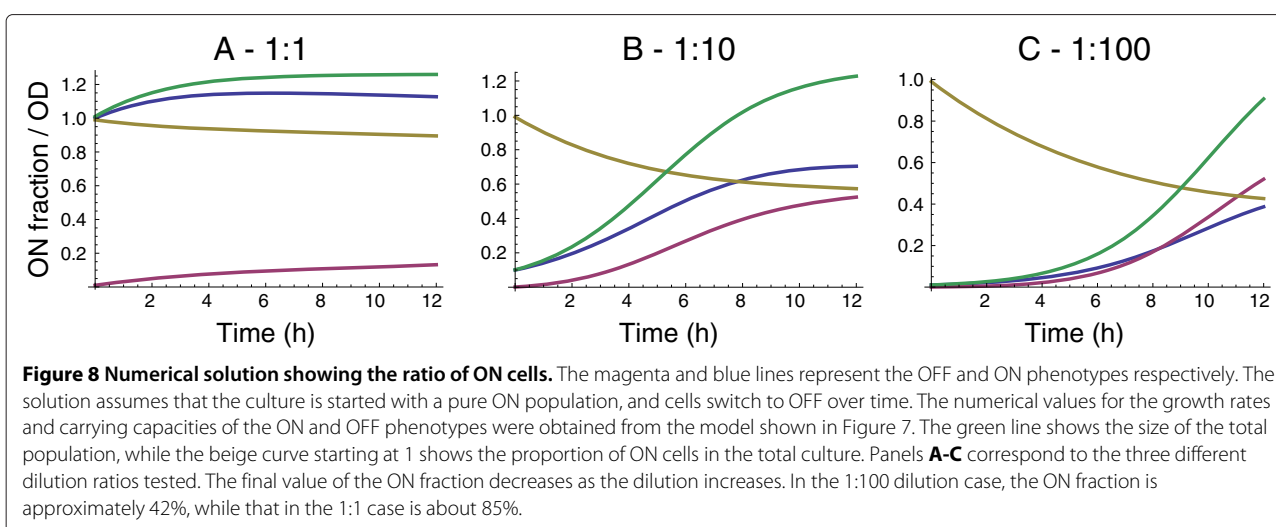 A - 1:1
B - 1:10
C - 1:100
ON fraction / OD
1.2
1.0
0.8
0.6
0.4
0.2
2 4 6 8 10 12
Time (h)
1.2
1.0
0.8
0.6
0.4
0.2
2 4 6 8 10 12
Time (h)
1.0
0.8
0.6
0.4
0.2
2 4 6 8 10 12
Time (h)
Figure 8 Numerical solution showing the ratio of ON cells. The magenta and blue lines represent the OFF and ON phenotypes respectively. The
solution assumes that the culture is started with a pure ON population, and cells switch to OFF over time. The numerical values for the growth rates
and carrying capacities of the ON and OFF phenotypes were obtained from the model shown in Figure 7. The green line shows the size of the total
population, while the beige curve starting at 1 shows the proportion of ON cells in the total culture. Panels A-C correspond to the three different
dilution ratios tested. The final value of the ON fraction decreases as the dilution increases. In the 1:100 dilution case, the ON fraction is
approximately 42%, while that in the 1:1 case is about 85%.